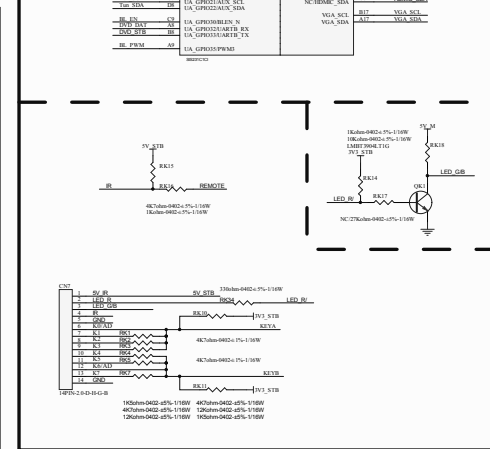 UA_GPIO21/AUX_SCL
Tun_SDA D8 UA_GPIO22/AUX_SDA
BL_EN C9 UA_GPIO30/BLEN_N
DVD_DAT A8 UA_GPIO32/UARTB_RX
DVD_STB B8 UA_GPIO33/UARTB_TX
BL_PWM A9 UA_GPIO35/PWM3
NC/HDMIC_SDA
VGA_SCL B17 VGA_SCL
VGA_SDA A17 VGA_SDA
5V_STB
RK15
IR RK16 REMOTE
4K7ohm-0402-±5%-1/16W
1Kohm-0402-±5%-1/16W
1Kohm-0402-±5%-1/16W
10Kohm-0402-±5%-1/16W
LMBT3904LT1G
3V3_STB
5V_M
RK18
LED_G/B
RK14
QK1
LED_R/ RK17
NC/27Kohm-0402-±5%-1/16W
CN7
1 5V_IR 5V_STB
330ohm-0402-±5%-1/16W
2 LED_R RK34 LED_R/
3 LED_G/B
4 IR RK10 3V3_STB
5 GND
6 K0/AD KEYA
7 K1 RK1
8 K2 RK2
9 K3 RK3
4K7ohm-0402-±1%-1/16W
10 K4 RK4
11 K5 RK5
4K7ohm-0402-±1%-1/16W
12 K6/AD
13 K7 RK7 KEYB
14 GND
RK11 3V3_STB
14PIN-2.0-D-H-G-B
1K5ohm-0402-±5%-1/16W 4K7ohm-0402-±5%-1/16W
4K7ohm-0402-±5%-1/16W 12Kohm-0402-±5%-1/16W
12Kohm-0402-±5%-1/16W 1K5ohm-0402-±5%-1/16W